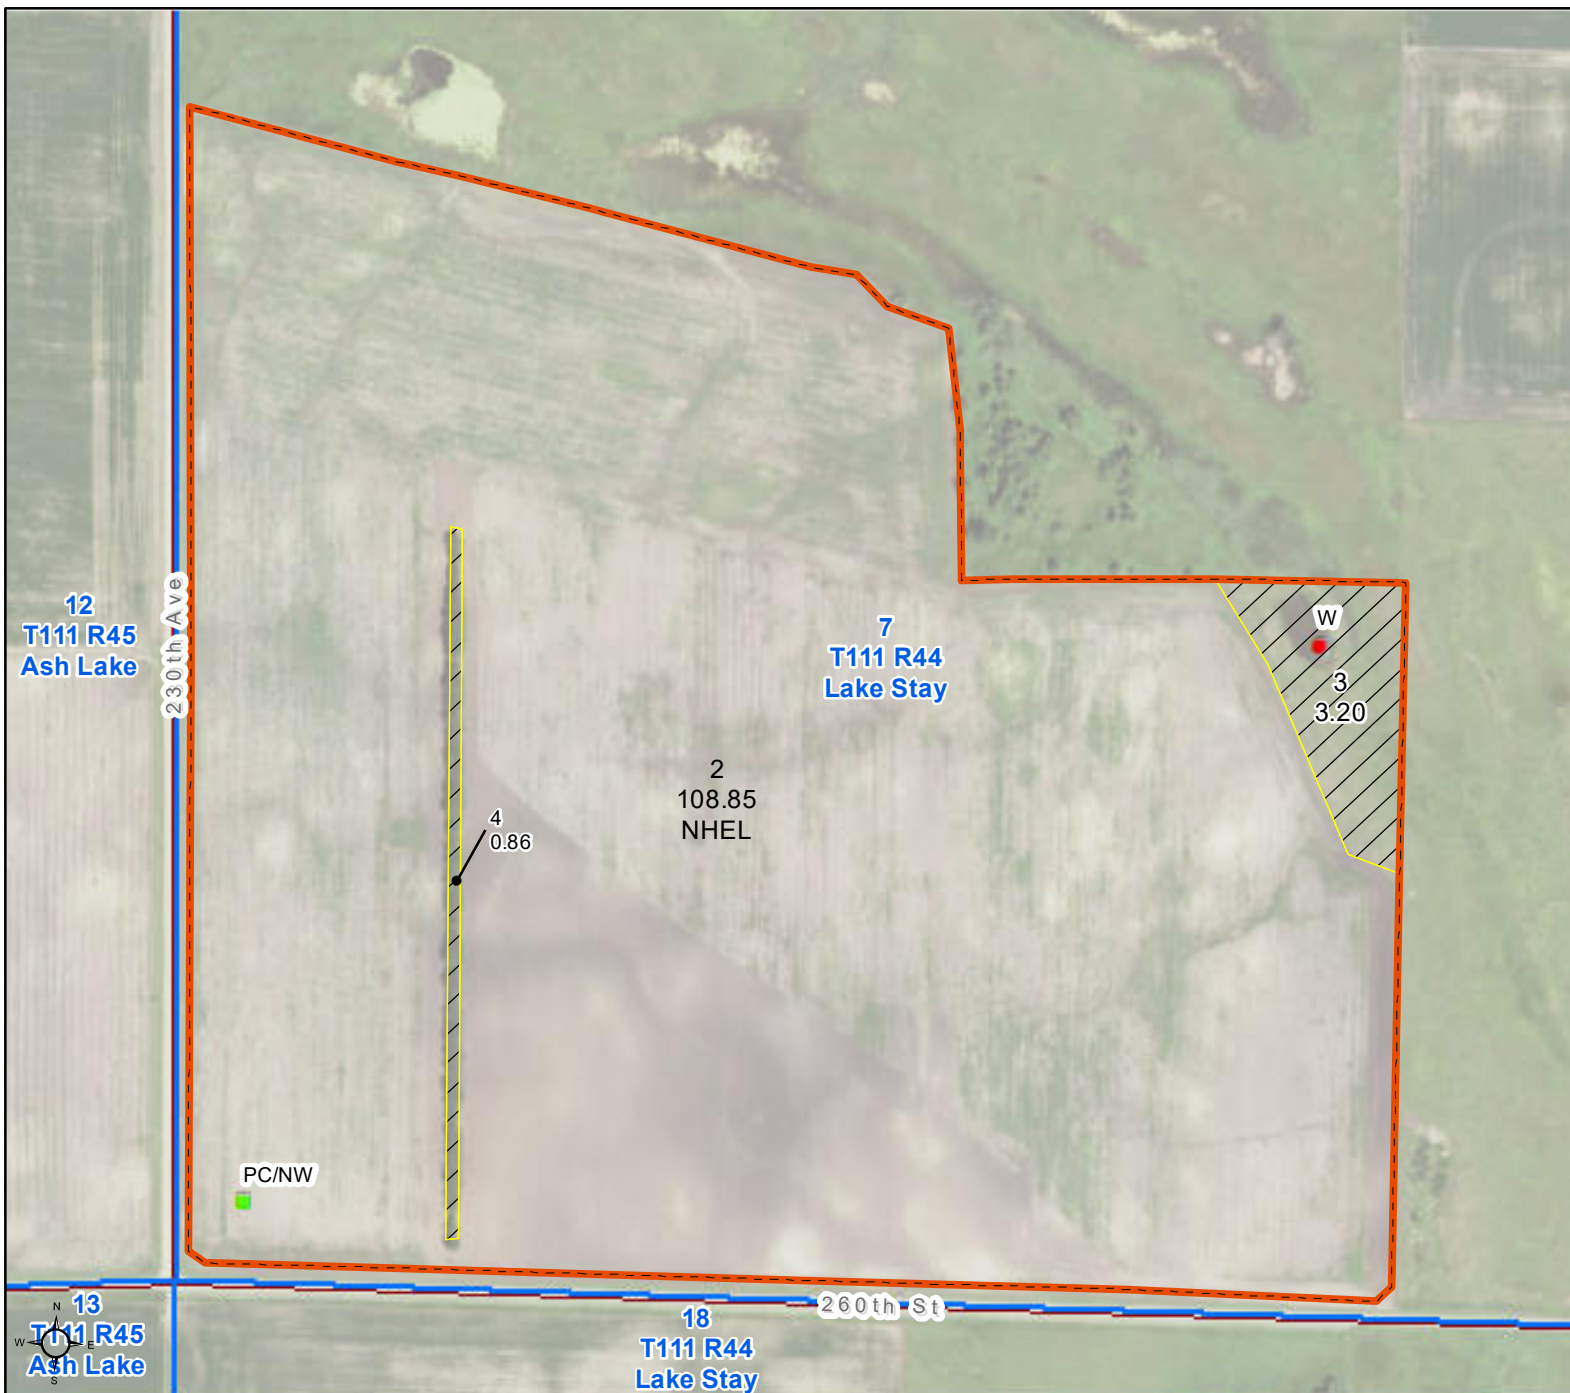 12
T111 R45
Ash Lake
230th Ave
7
T111 R44
Lake Stay
W
3
3.20
2
108.85
NHEL
4
0.86
PC/NW
260th St
13
T111 R45
Ash Lake
N
W
E
S
18
T111 R44
Lake Stay